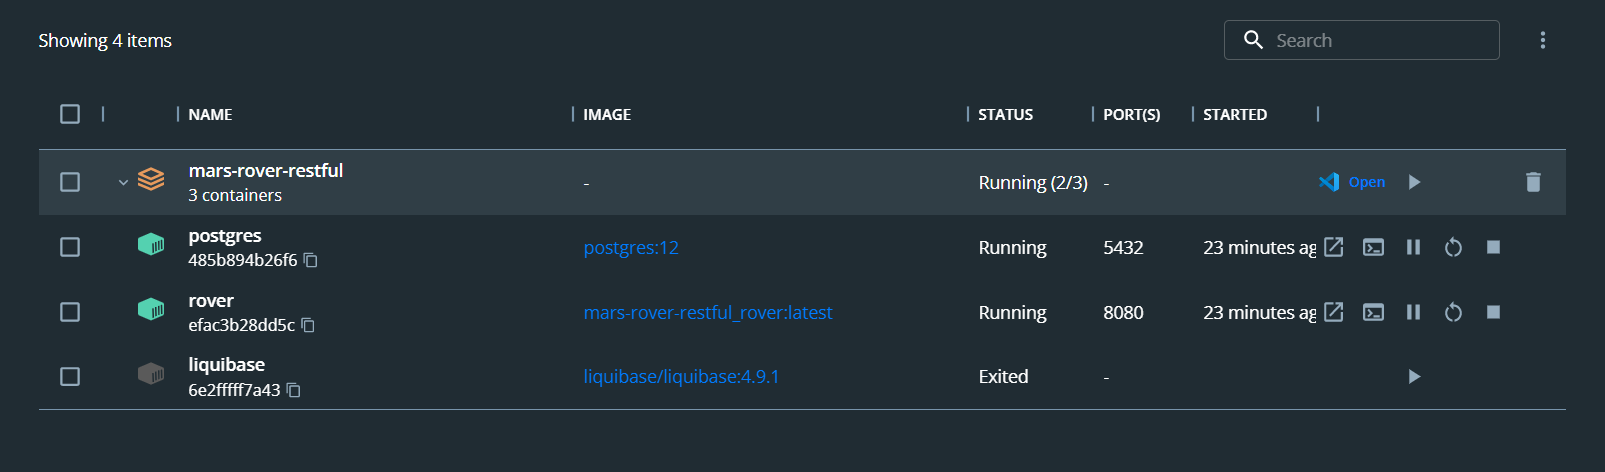 Showing 4 items
Search
NAME IMAGE STATUS PORT(S) STARTED
mars-rover-restful
3 containers
- Running (2/3) - Open
postgres
485b894b26f6
postgres:12 Running 5432 23 minutes ag
rover
efac3b28dd5c
mars-rover-restful_rover:latest Running 8080 23 minutes ag
liquibase
6e2fffff7a43
liquibase/liquibase:4.9.1 Exited -